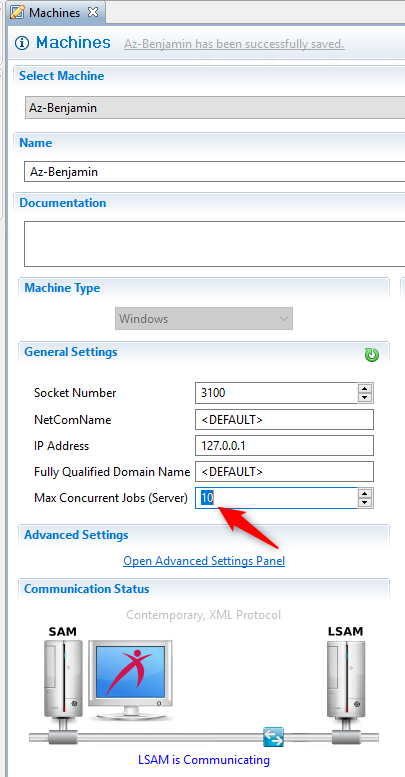 Machines
Machines Az-Benjamin has been successfully saved.
Select Machine
Az-Benjamin
Name
Az-Benjamin
Documentation
Machine Type
Windows
General Settings
Socket Number 3100
NetComName <DEFAULT>
IP Address 127.0.0.1
Fully Qualified Domain Name <DEFAULT>
Max Concurrent Jobs (Server) 10
Advanced Settings
Open Advanced Settings Panel
Communication Status
Contemporary, XML Protocol
SAM LSAM
LSAM is Communicating